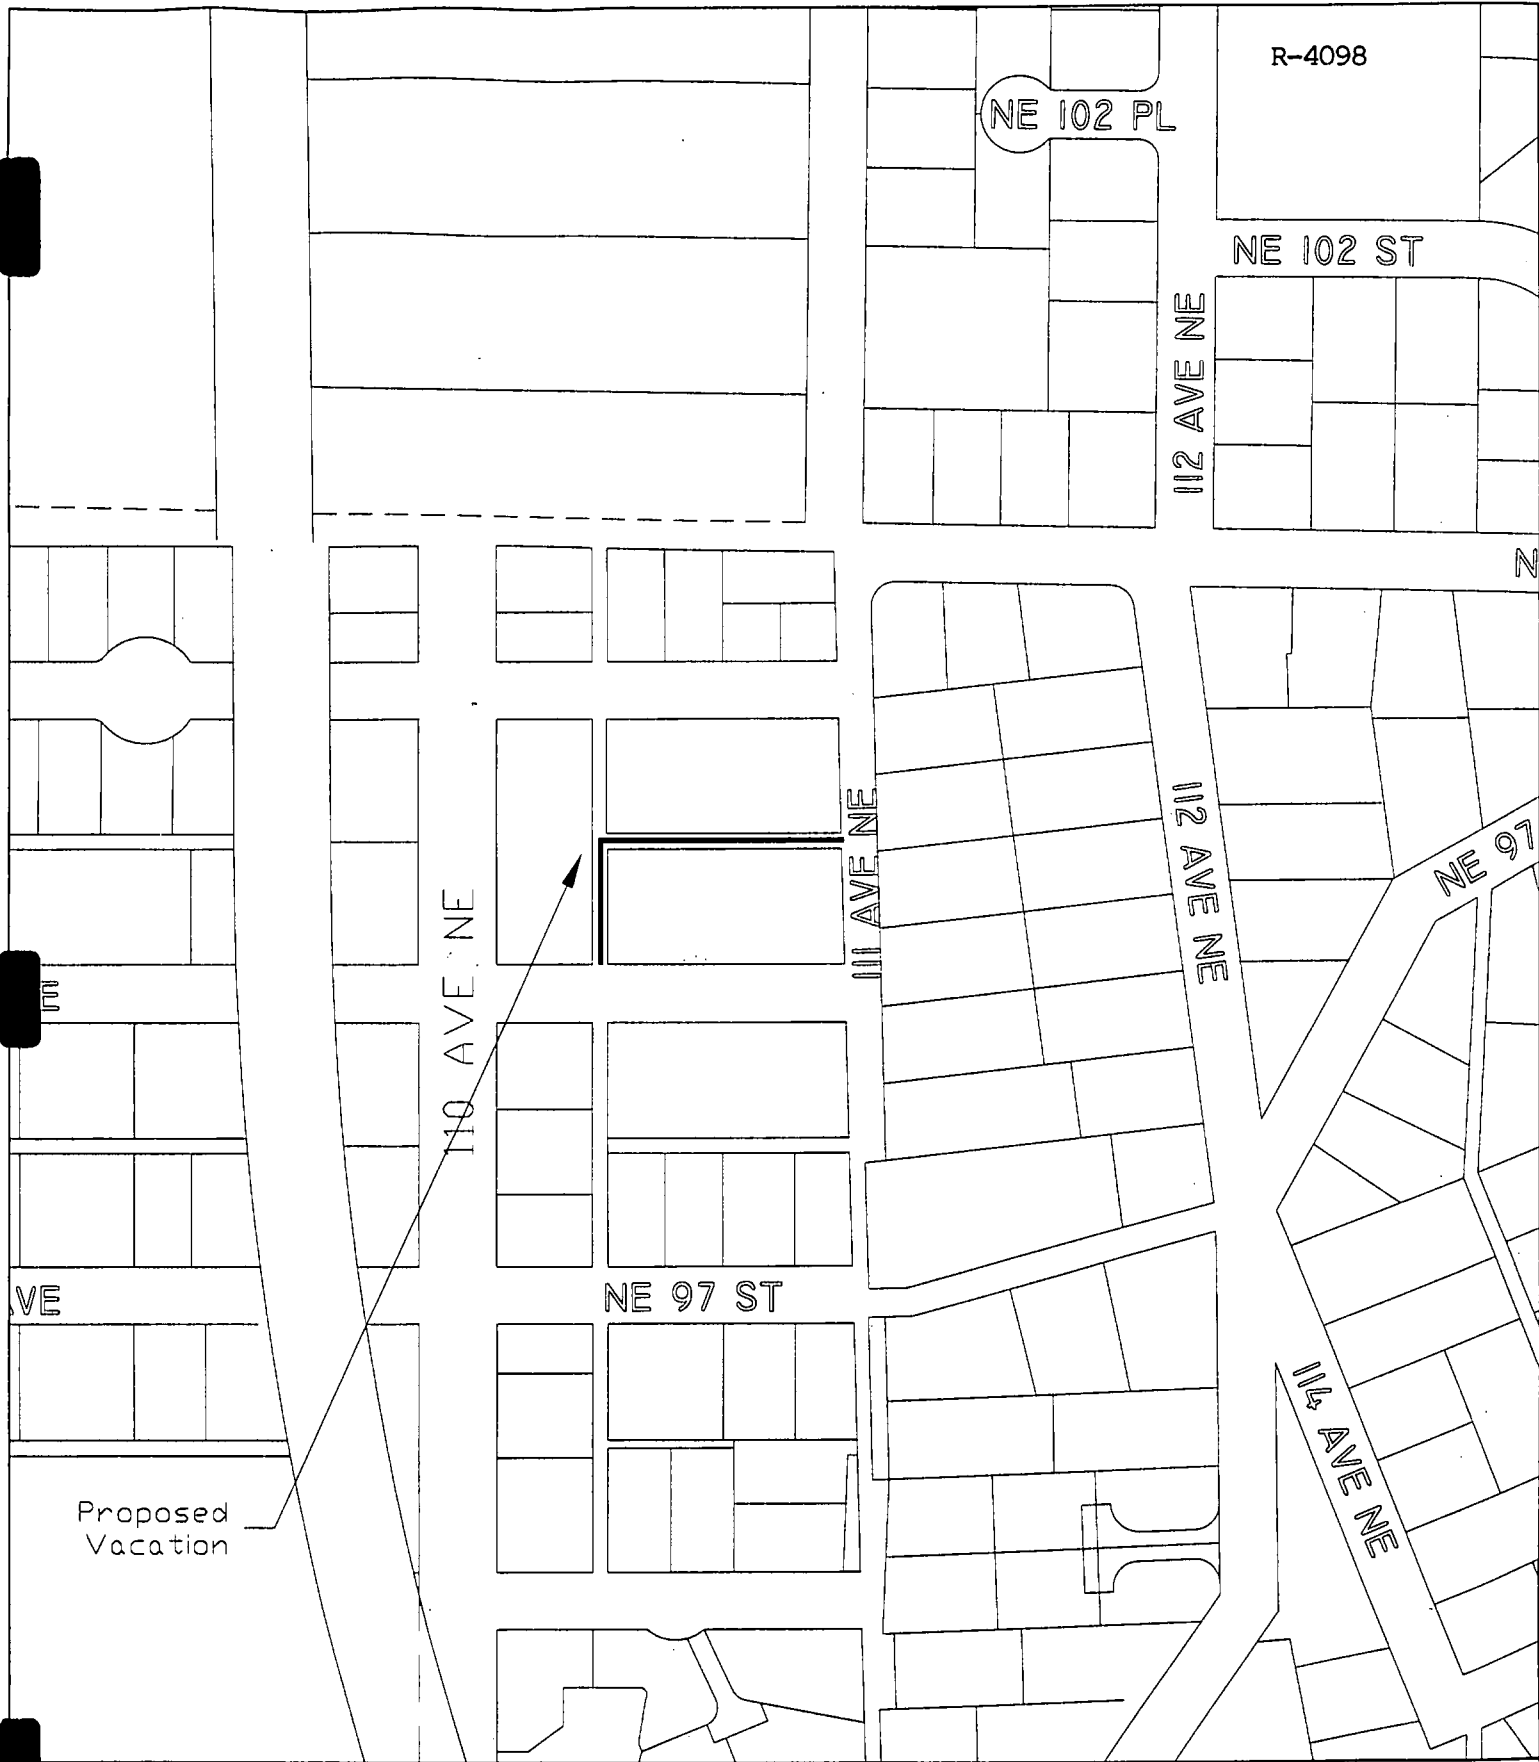 R-4098
NE 102 PL
NE 102 ST
112 AVE NE
N
111 AVE NE
112 AVE NE
NE 97
110 AVE NE
E
VE
NE 97 ST
114 AVE NE
Proposed
Vacation